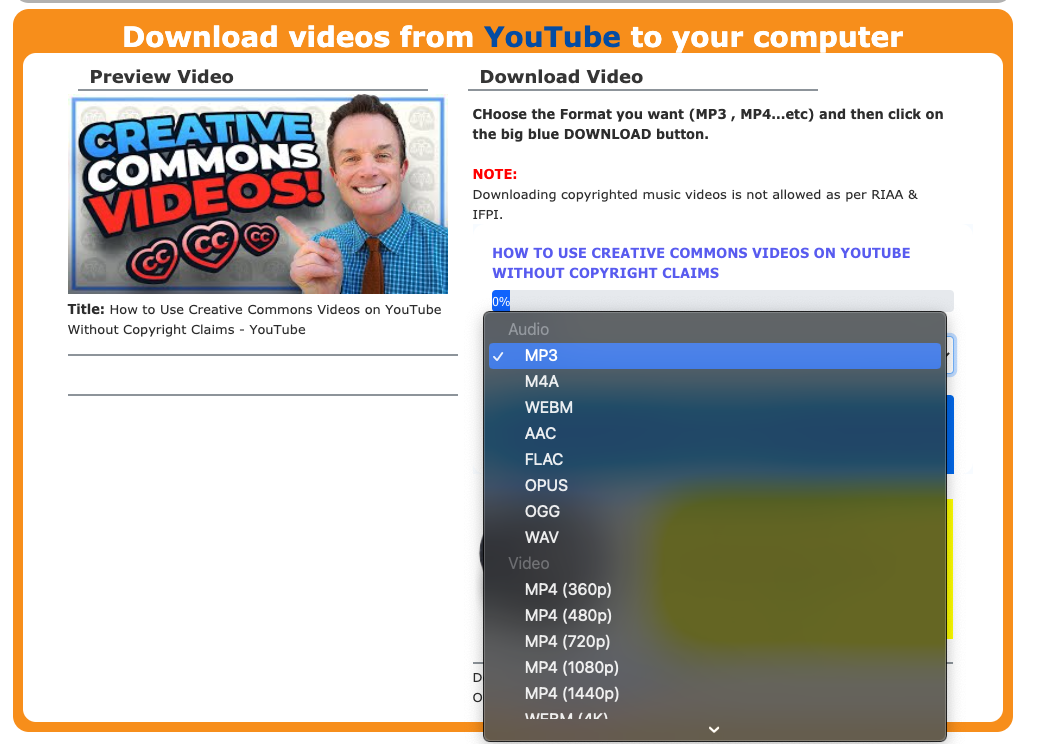 Download videos from YouTube to your computer
Preview Video
CREATIVE
COMMONS
VIDEOS!
CC
CC
CC
Title: How to Use Creative Commons Videos on YouTube
Without Copyright Claims - YouTube
Download Video
CHoose the Format you want (MP3 , MP4...etc) and then click on
the big blue DOWNLOAD button.
NOTE:
Downloading copyrighted music videos is not allowed as per RIAA &
IFPI.
HOW TO USE CREATIVE COMMONS VIDEOS ON YOUTUBE
WITHOUT COPYRIGHT CLAIMS
0%
Audio
✓ MP3
M4A
WEBM
AAC
FLAC
OPUS
OGG
WAV
Video
MP4 (360p)
MP4 (480p)
MP4 (720p)
MP4 (1080p)
MP4 (1440p)
WEBM (4K)